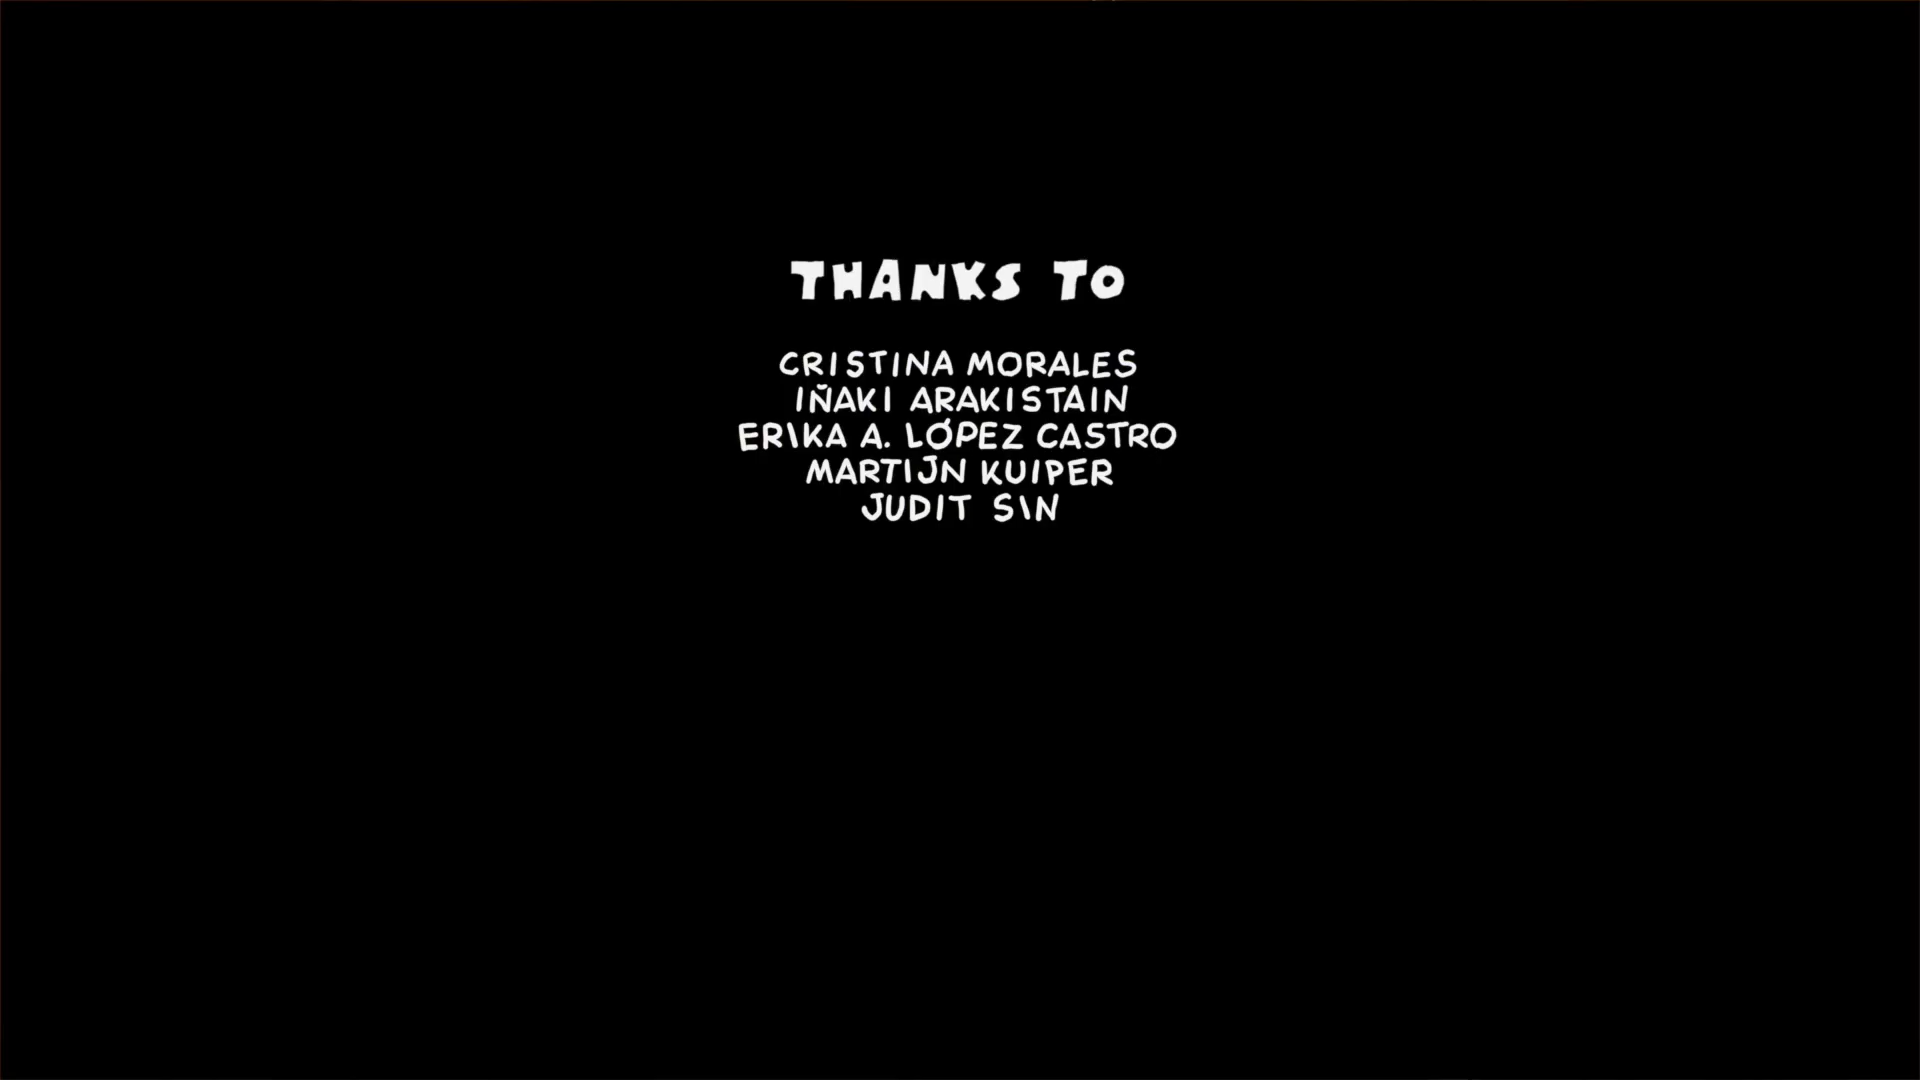 THANKS TO
CRISTINA MORALES
IÑAKI ARAKISTAIN
ERIKA A. LÓPEZ CASTRO
MARTIJN KUIPER
JUDIT SIN